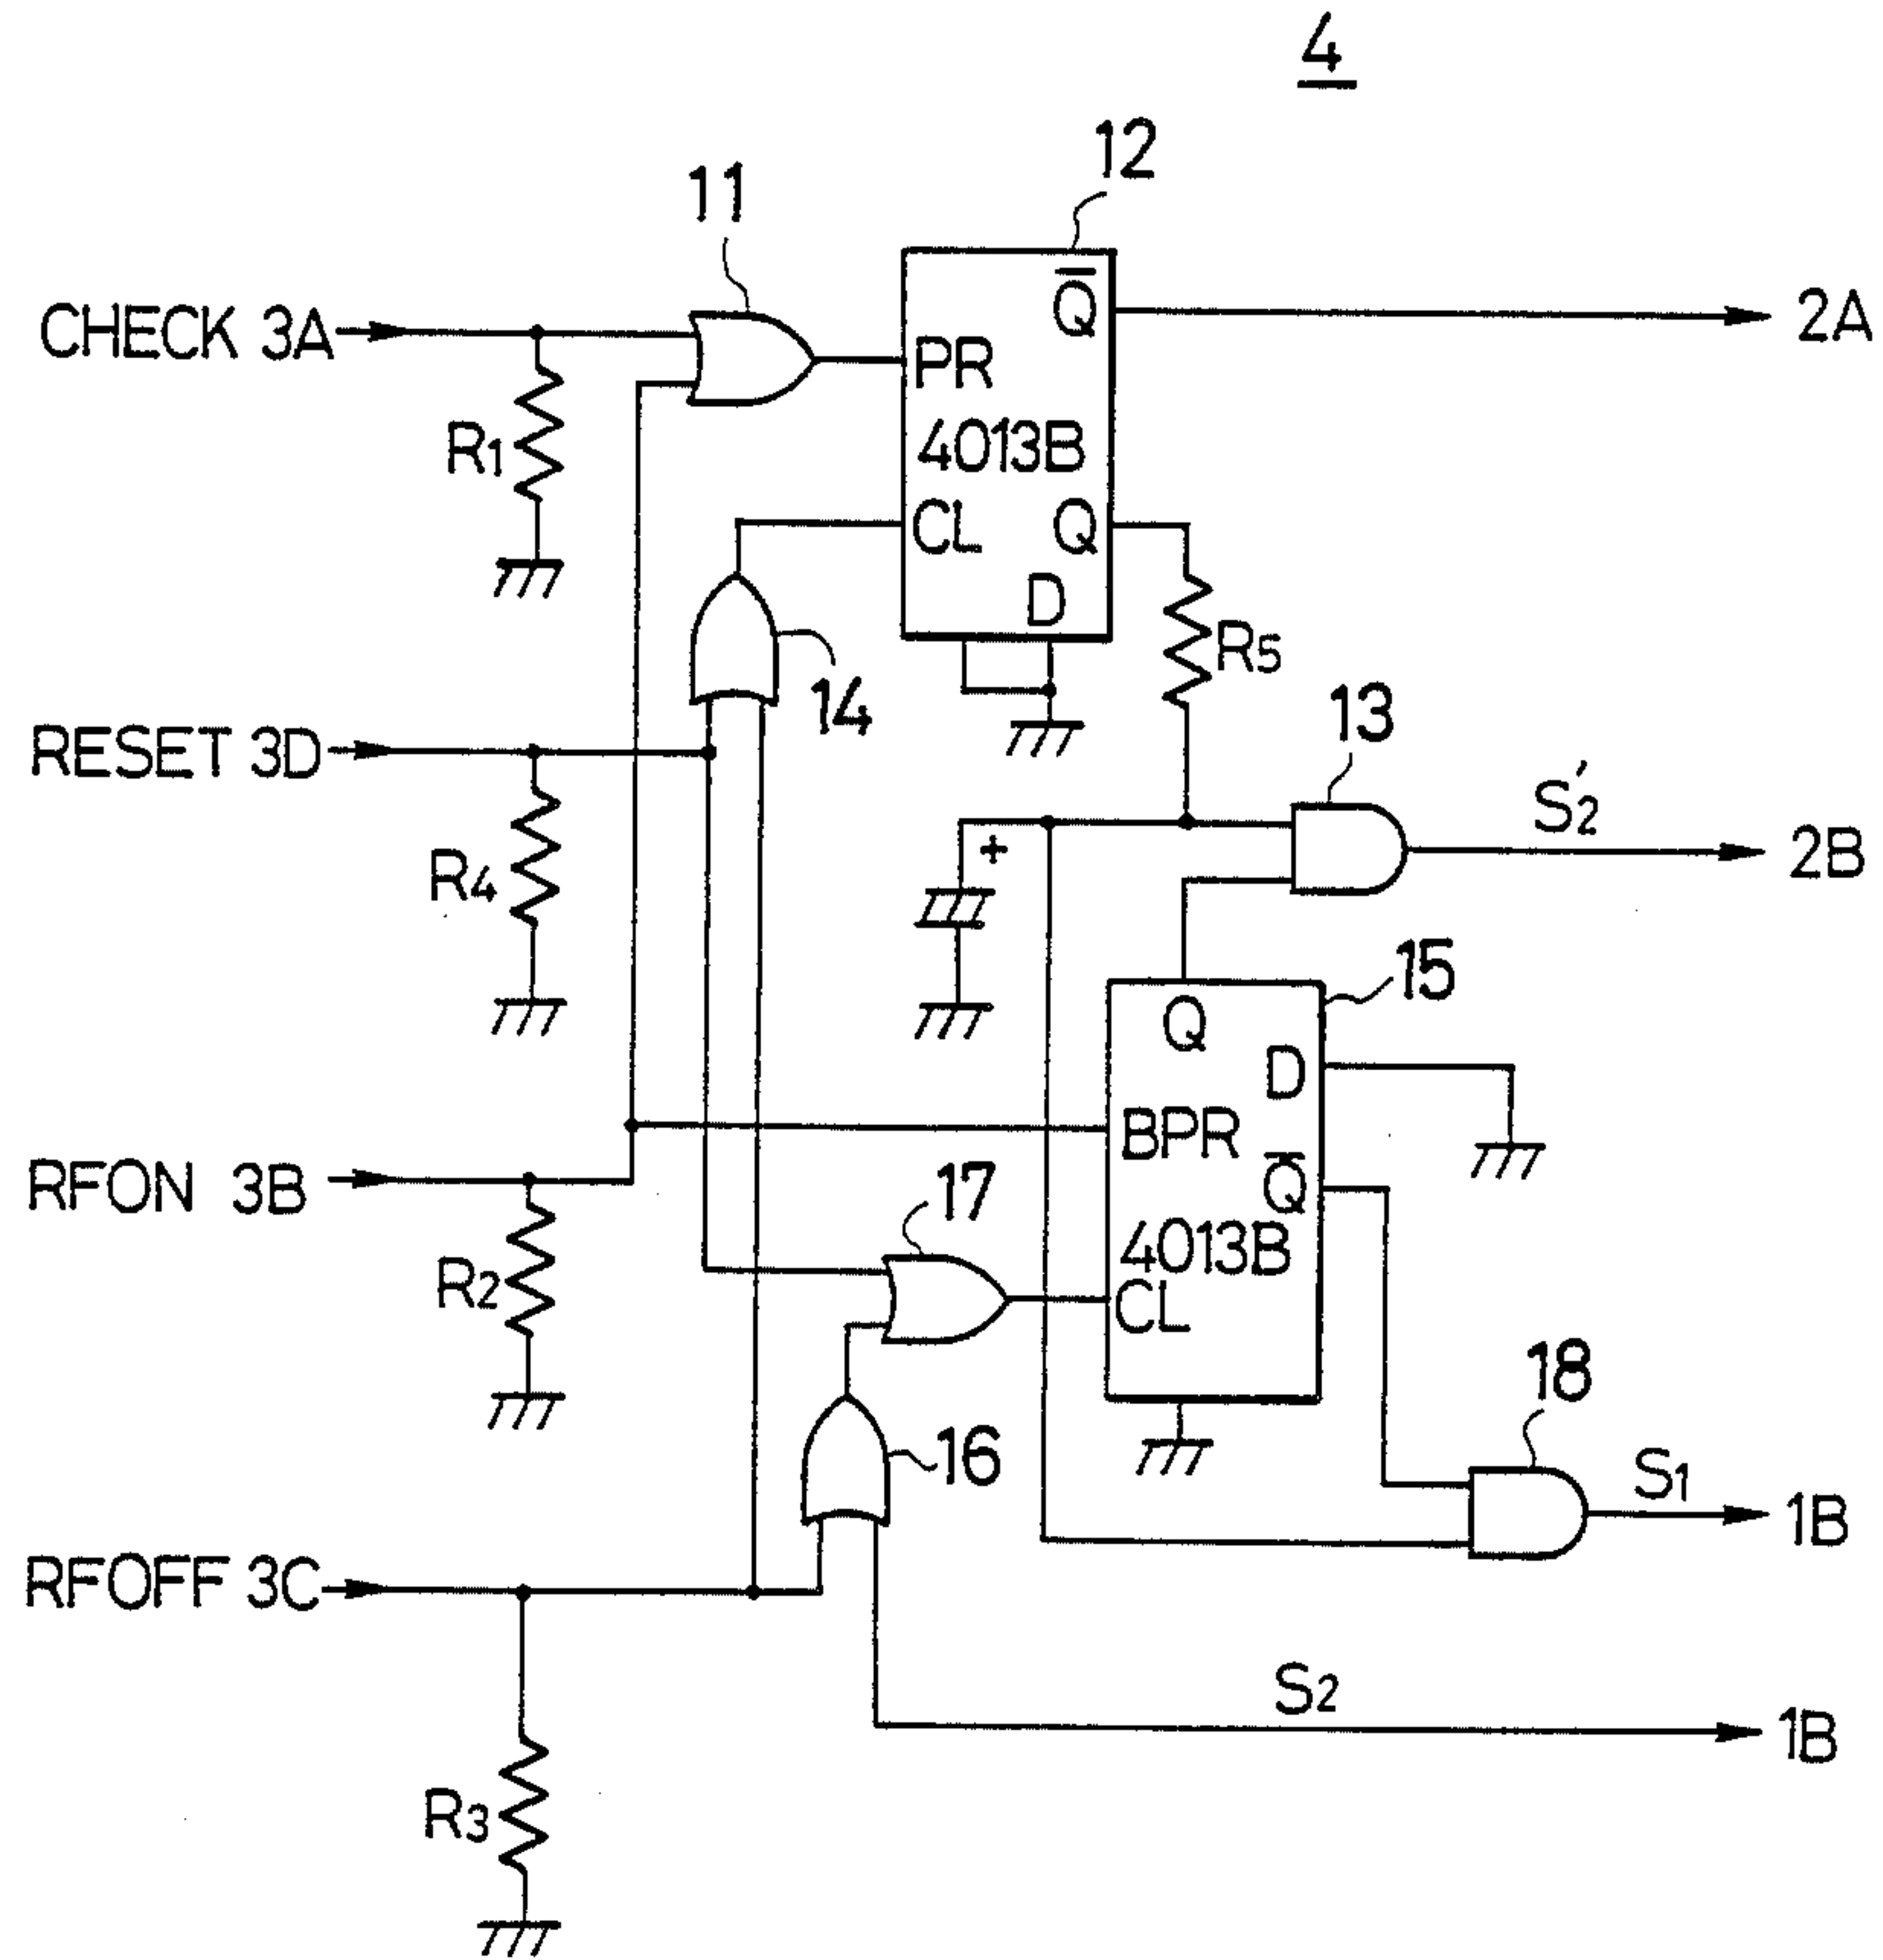 4
12
11
CHECK 3A
Q̅
2A
PR
R1
4013B
CL
Q
D
R5
14
13
RESET 3D
S'2
2B
R4
+
15
Q
D
BPR
17
Q̅
RFON 3B
4013B
R2
CL
18
16
S1
1B
RFOFF 3C
S2
1B
R3